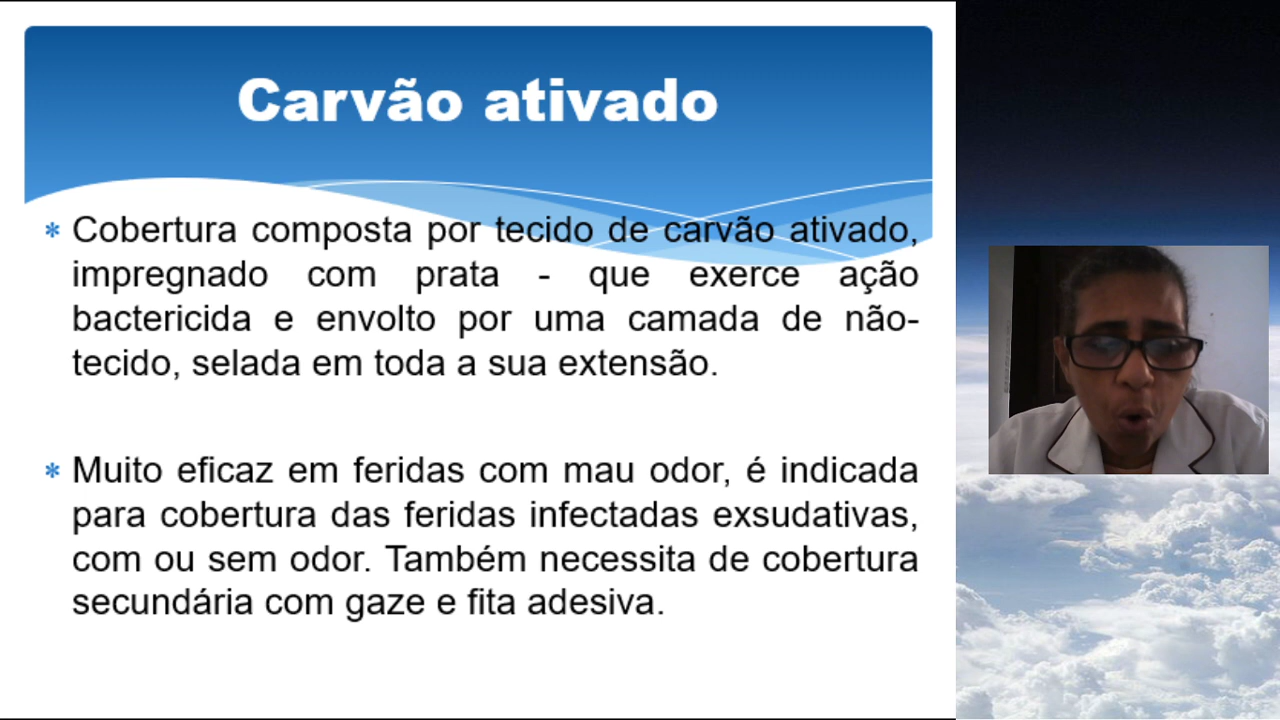 Carvão ativado
Cobertura composta por tecido de carvão ativado,
impregnado com prata - que exerce ação
bactericida e envolto por uma camada de não-
tecido, selada em toda a sua extensão.
Muito eficaz em feridas com mau odor, é indicada
para cobertura das feridas infectadas exsudativas,
com ou sem odor. Também necessita de cobertura
secundária com gaze e fita adesiva.